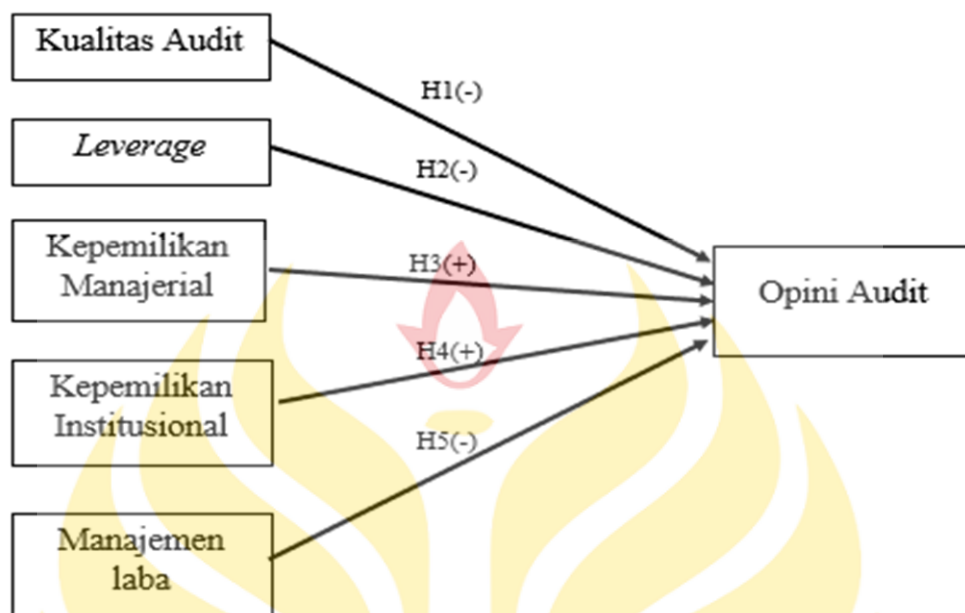 Kualitas Audit
H1(-)
Leverage
H2(-)
Kepemilikan
Manajerial
H3(+)
Opini Audit
Kepemilikan
Institusional
H4(+)
H5(-)
Manajemen
laba